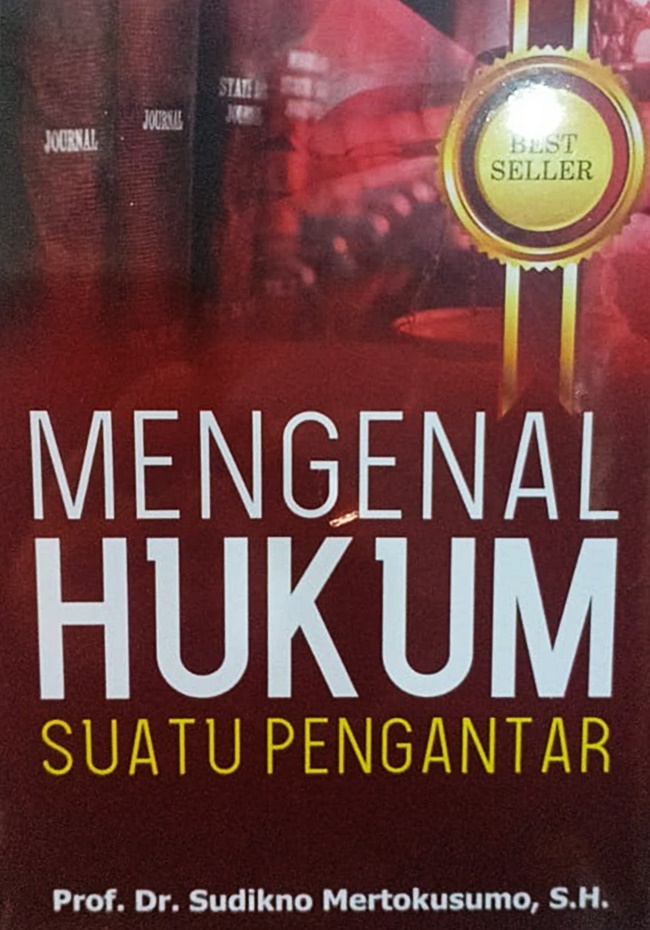 JOURNAL
JOURNAL
BEST
SELLER
MENGENAL
HUKUM
SUATU PENGANTAR
Prof. Dr. Sudikno Mertokusumo, S.H.